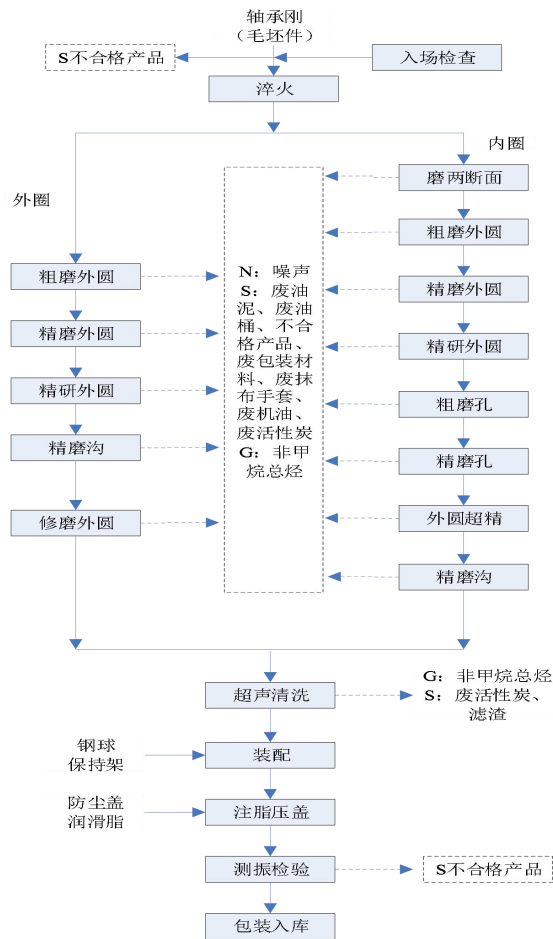 轴承刚
（毛坯件）
S不合格产品
入场检查
淬火
外圈
内圈
磨两断面
粗磨外圆
精磨外圆
精研外圆
粗磨孔
精磨孔
外圆超精
精磨沟
粗磨外圆
精磨外圆
精研外圆
精磨沟
修磨外圆
N：噪声
S：废油
泥、废油
桶、不合
格产品、
废包装材
料、废抹
布手套、
废机油、
废活性炭
G：非甲
烷总烃
超声清洗
G：非甲烷总烃
S：废活性炭、
滤渣
钢球
保持架
装配
防尘盖
润滑脂
注脂压盖
测振检验
S不合格产品
包装入库